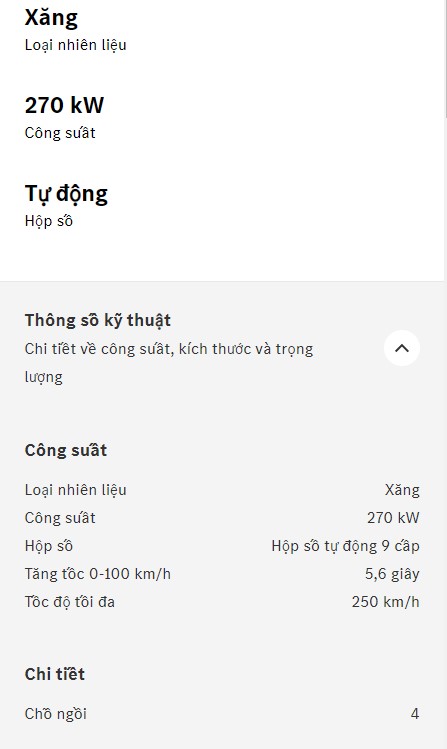 Xăng
Loại nhiên liệu
270 kW
Công suất
Tự động
Hộp số
Thông số kỹ thuật
Chi tiết về công suất, kích thước và trọng
lượng
Công suất
Loại nhiên liệu Xăng
Công suất 270 kW
Hộp số Hộp số tự động 9 cấp
Tăng tốc 0-100 km/h 5,6 giây
Tốc độ tối đa 250 km/h
Chi tiết
Chỗ ngồi 4